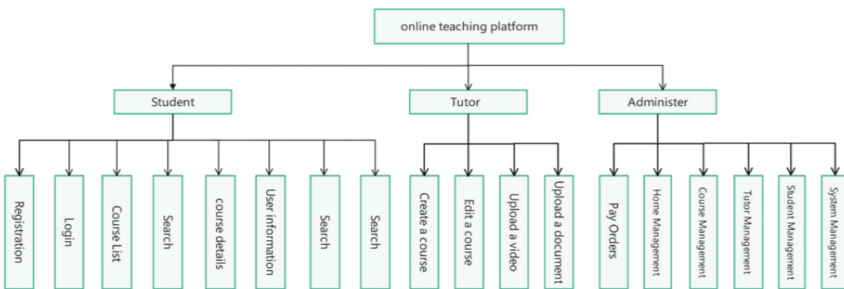 online teaching platform
Student
Tutor
Administer
Registration
Login
Course List
Search
course details
User information
Search
Search
Create a course
Edit a course
Upload a video
Upload a document
Pay Orders
Home Management
Course Management
Tutor Management
Student Management
System Management